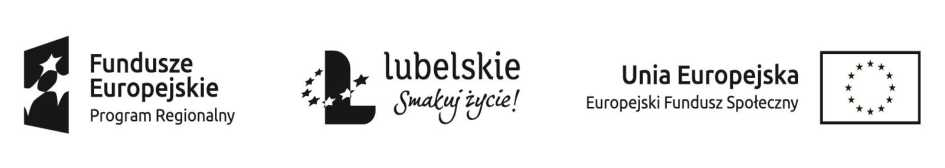 Fundusze
Europejskie
Program Regionalny
lubelskie
Smakuj życie!
Unia Europejska
Europejski Fundusz Społeczny